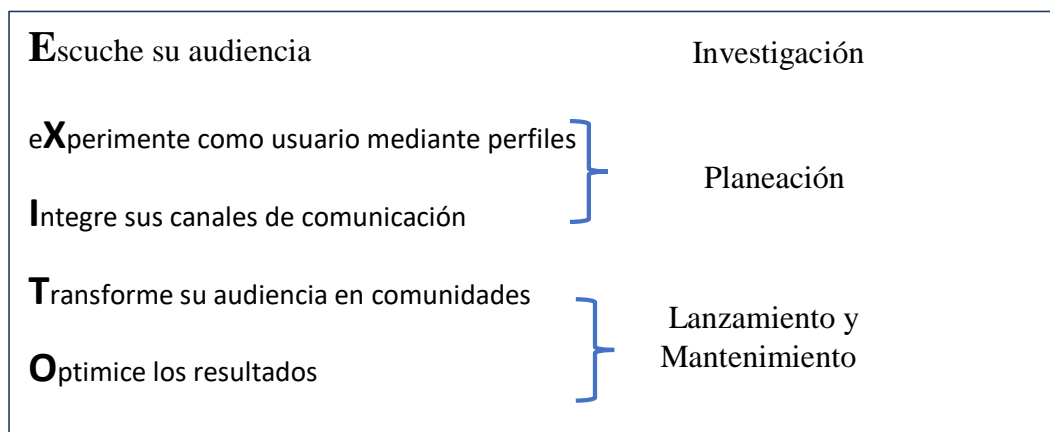 Escuche su audiencia
Investigación
eXperimente como usuario mediante perfiles
Integre sus canales de comunicación
Planeación
Transforme su audiencia en comunidades
Optimice los resultados
Lanzamiento y
Mantenimiento